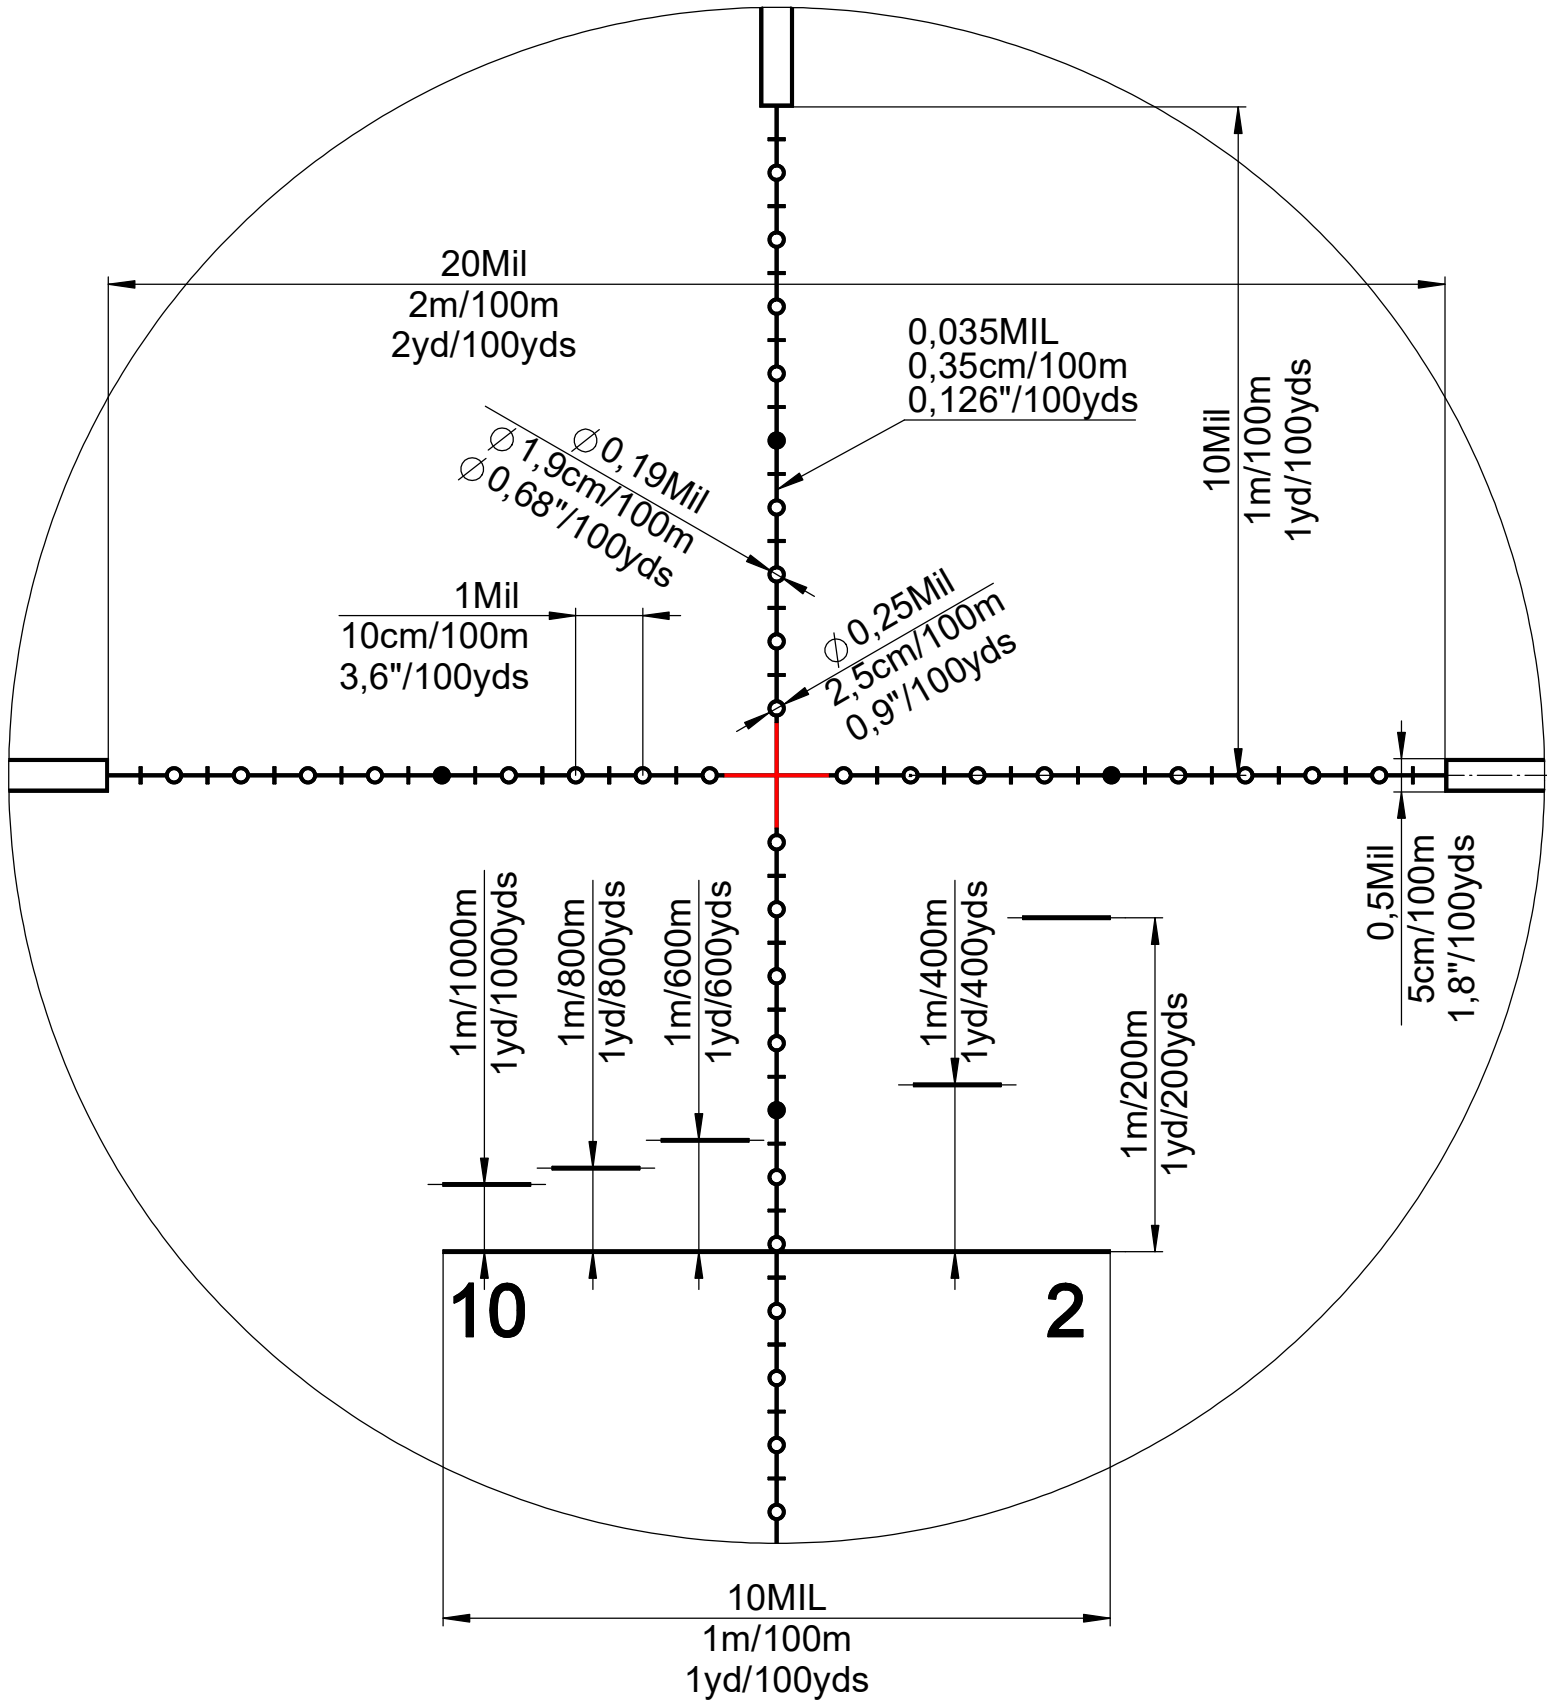 20Mil
2m/100m
2yd/100yds
0,035MIL
0,35cm/100m
0,126"/100yds
10Mil
1m/100m
1yd/100yds
Ø 0,19Mil
Ø 1,9cm/100m
Ø 0,68"/100yds
1Mil
10cm/100m
3,6"/100yds
Ø 0,25Mil
2,5cm/100m
0,9"/100yds
0,5Mil
5cm/100m
1,8"/100yds
1m/1000m
1yd/1000yds
1m/800m
1yd/800yds
1m/600m
1yd/600yds
1m/400m
1yd/400yds
1m/200m
1yd/200yds
10
2
10MIL
1m/100m
1yd/100yds